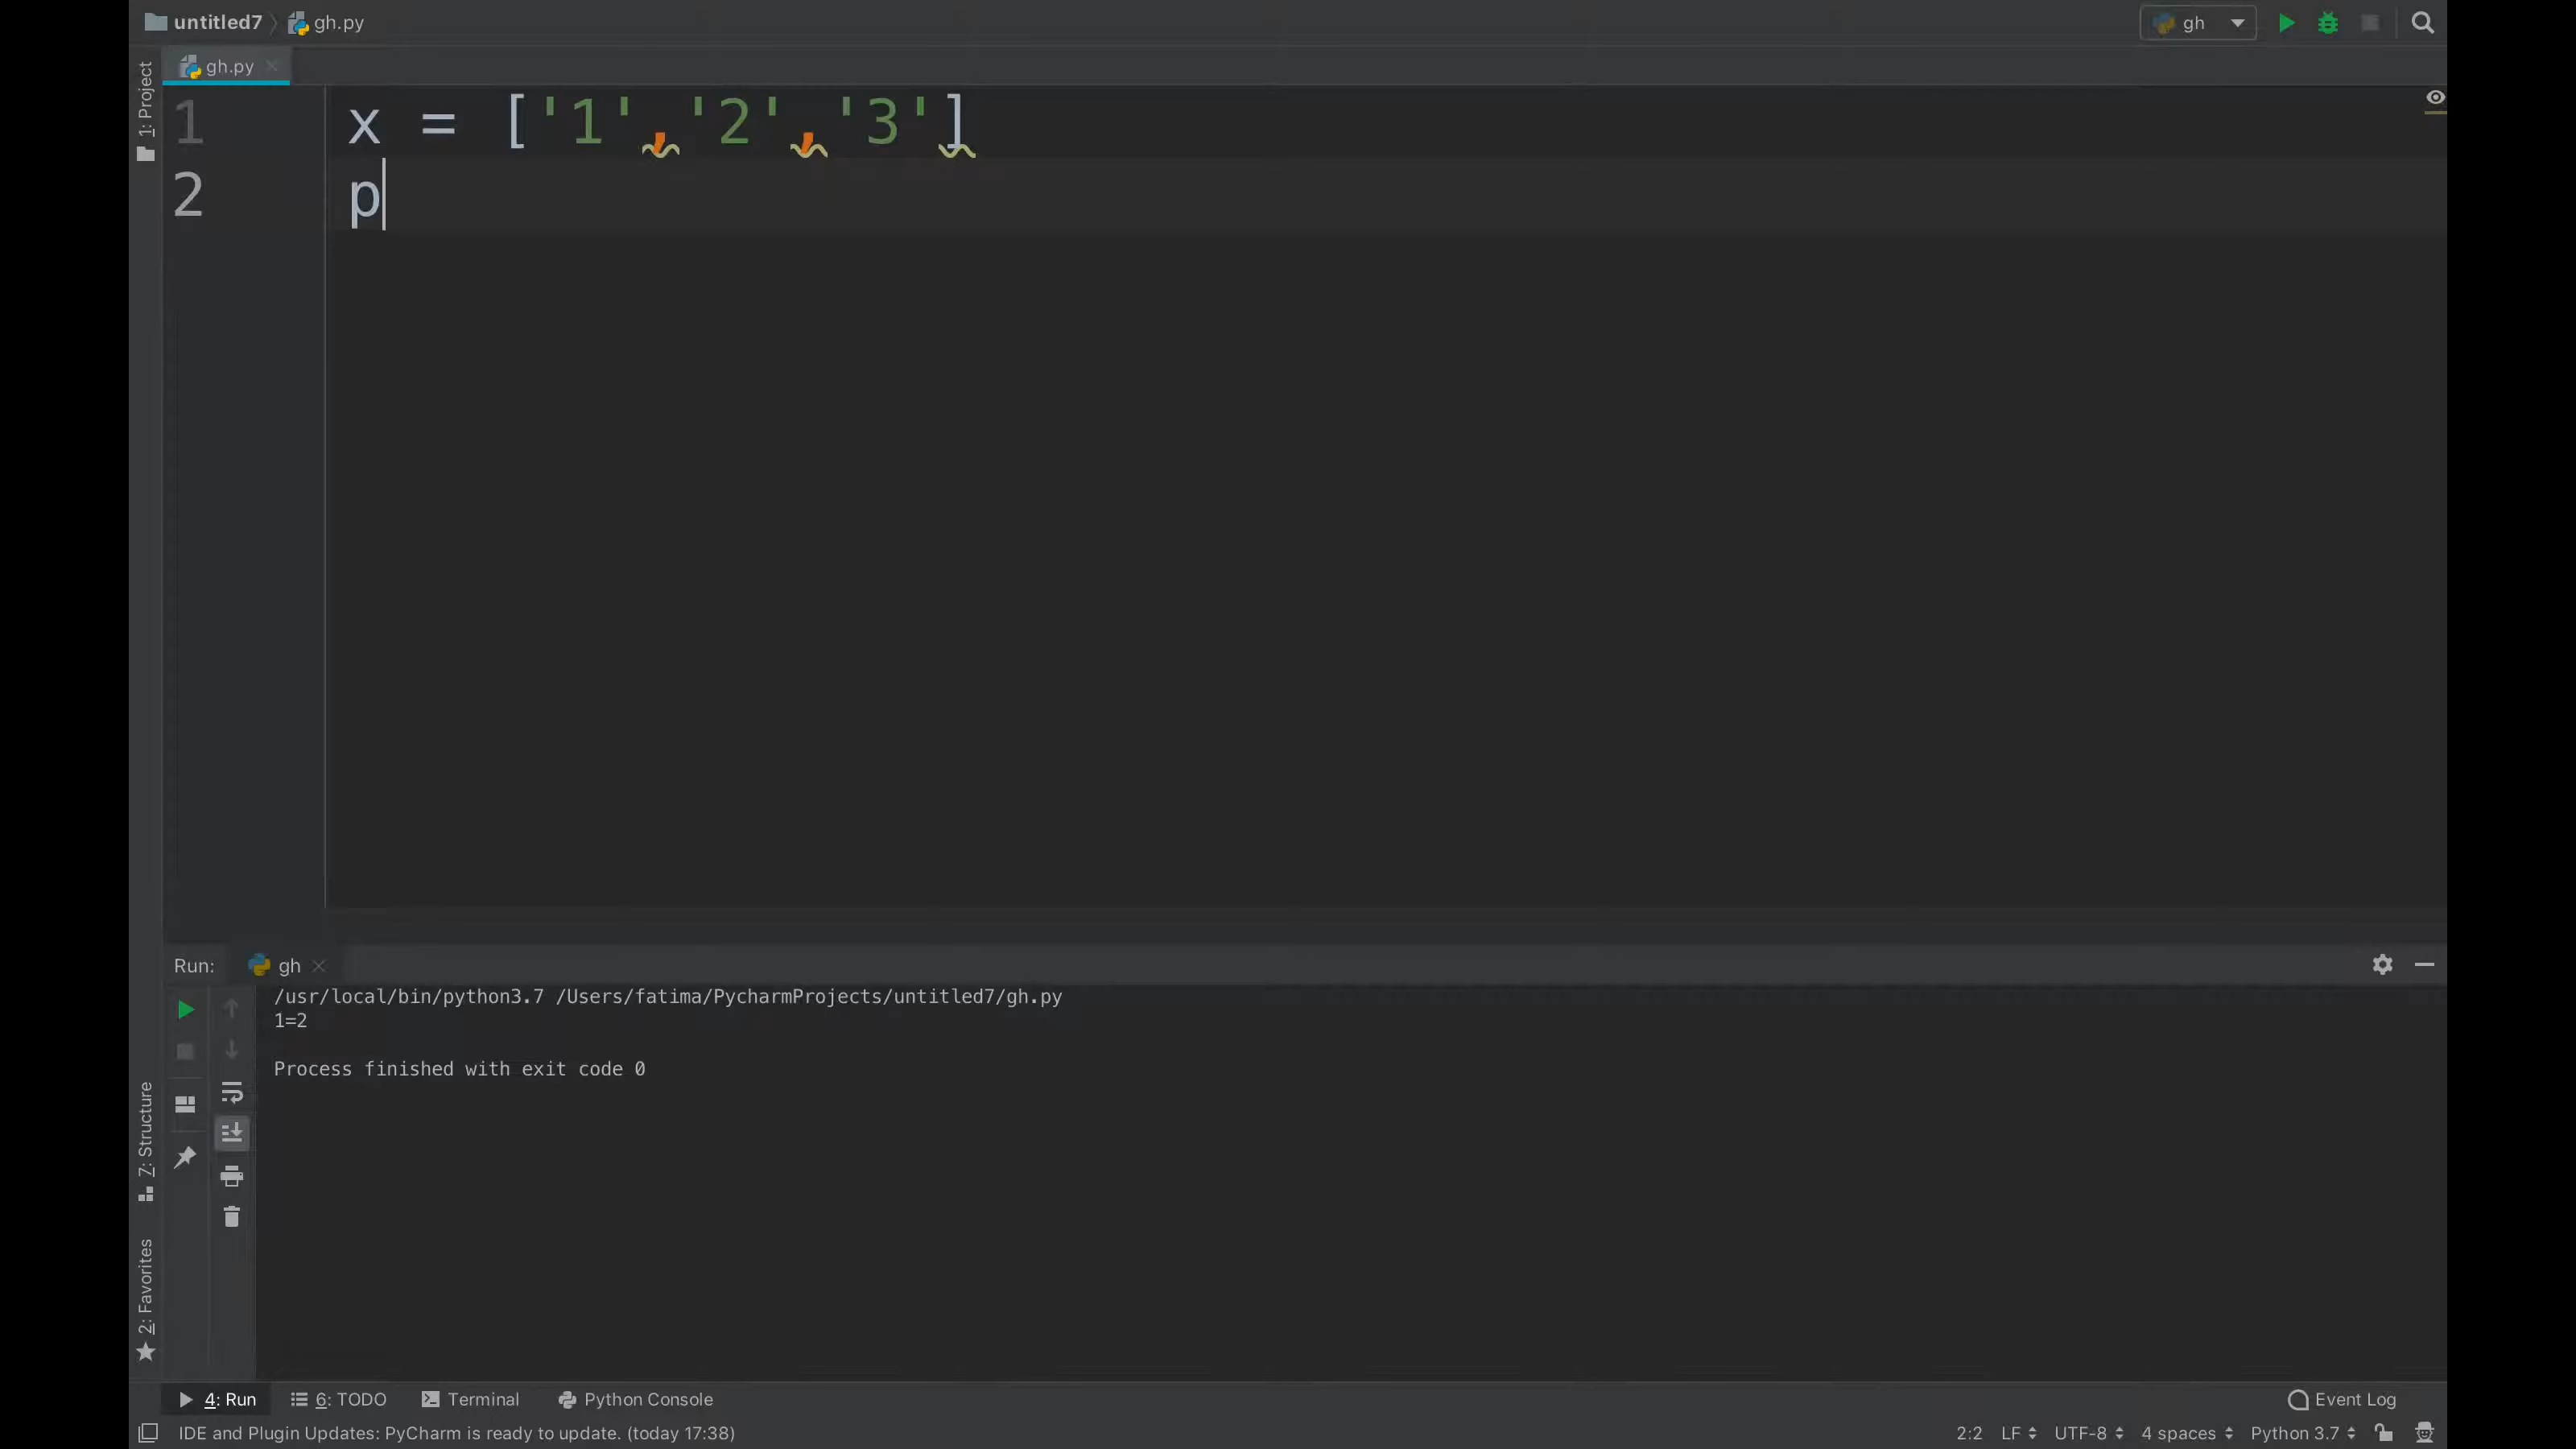 untitled7 gh.py gh
1: Project
gh.py
1 x = ['1','2','3']
2 p
Run: gh
/usr/local/bin/python3.7 /Users/fatima/PycharmProjects/untitled7/gh.py
1=2
Process finished with exit code 0
7: Structure
2: Favorites
4: Run 6: TODO Terminal Python Console Event Log
IDE and Plugin Updates: PyCharm is ready to update. (today 17:38) 2:2 LF UTF-8 4 spaces Python 3.7